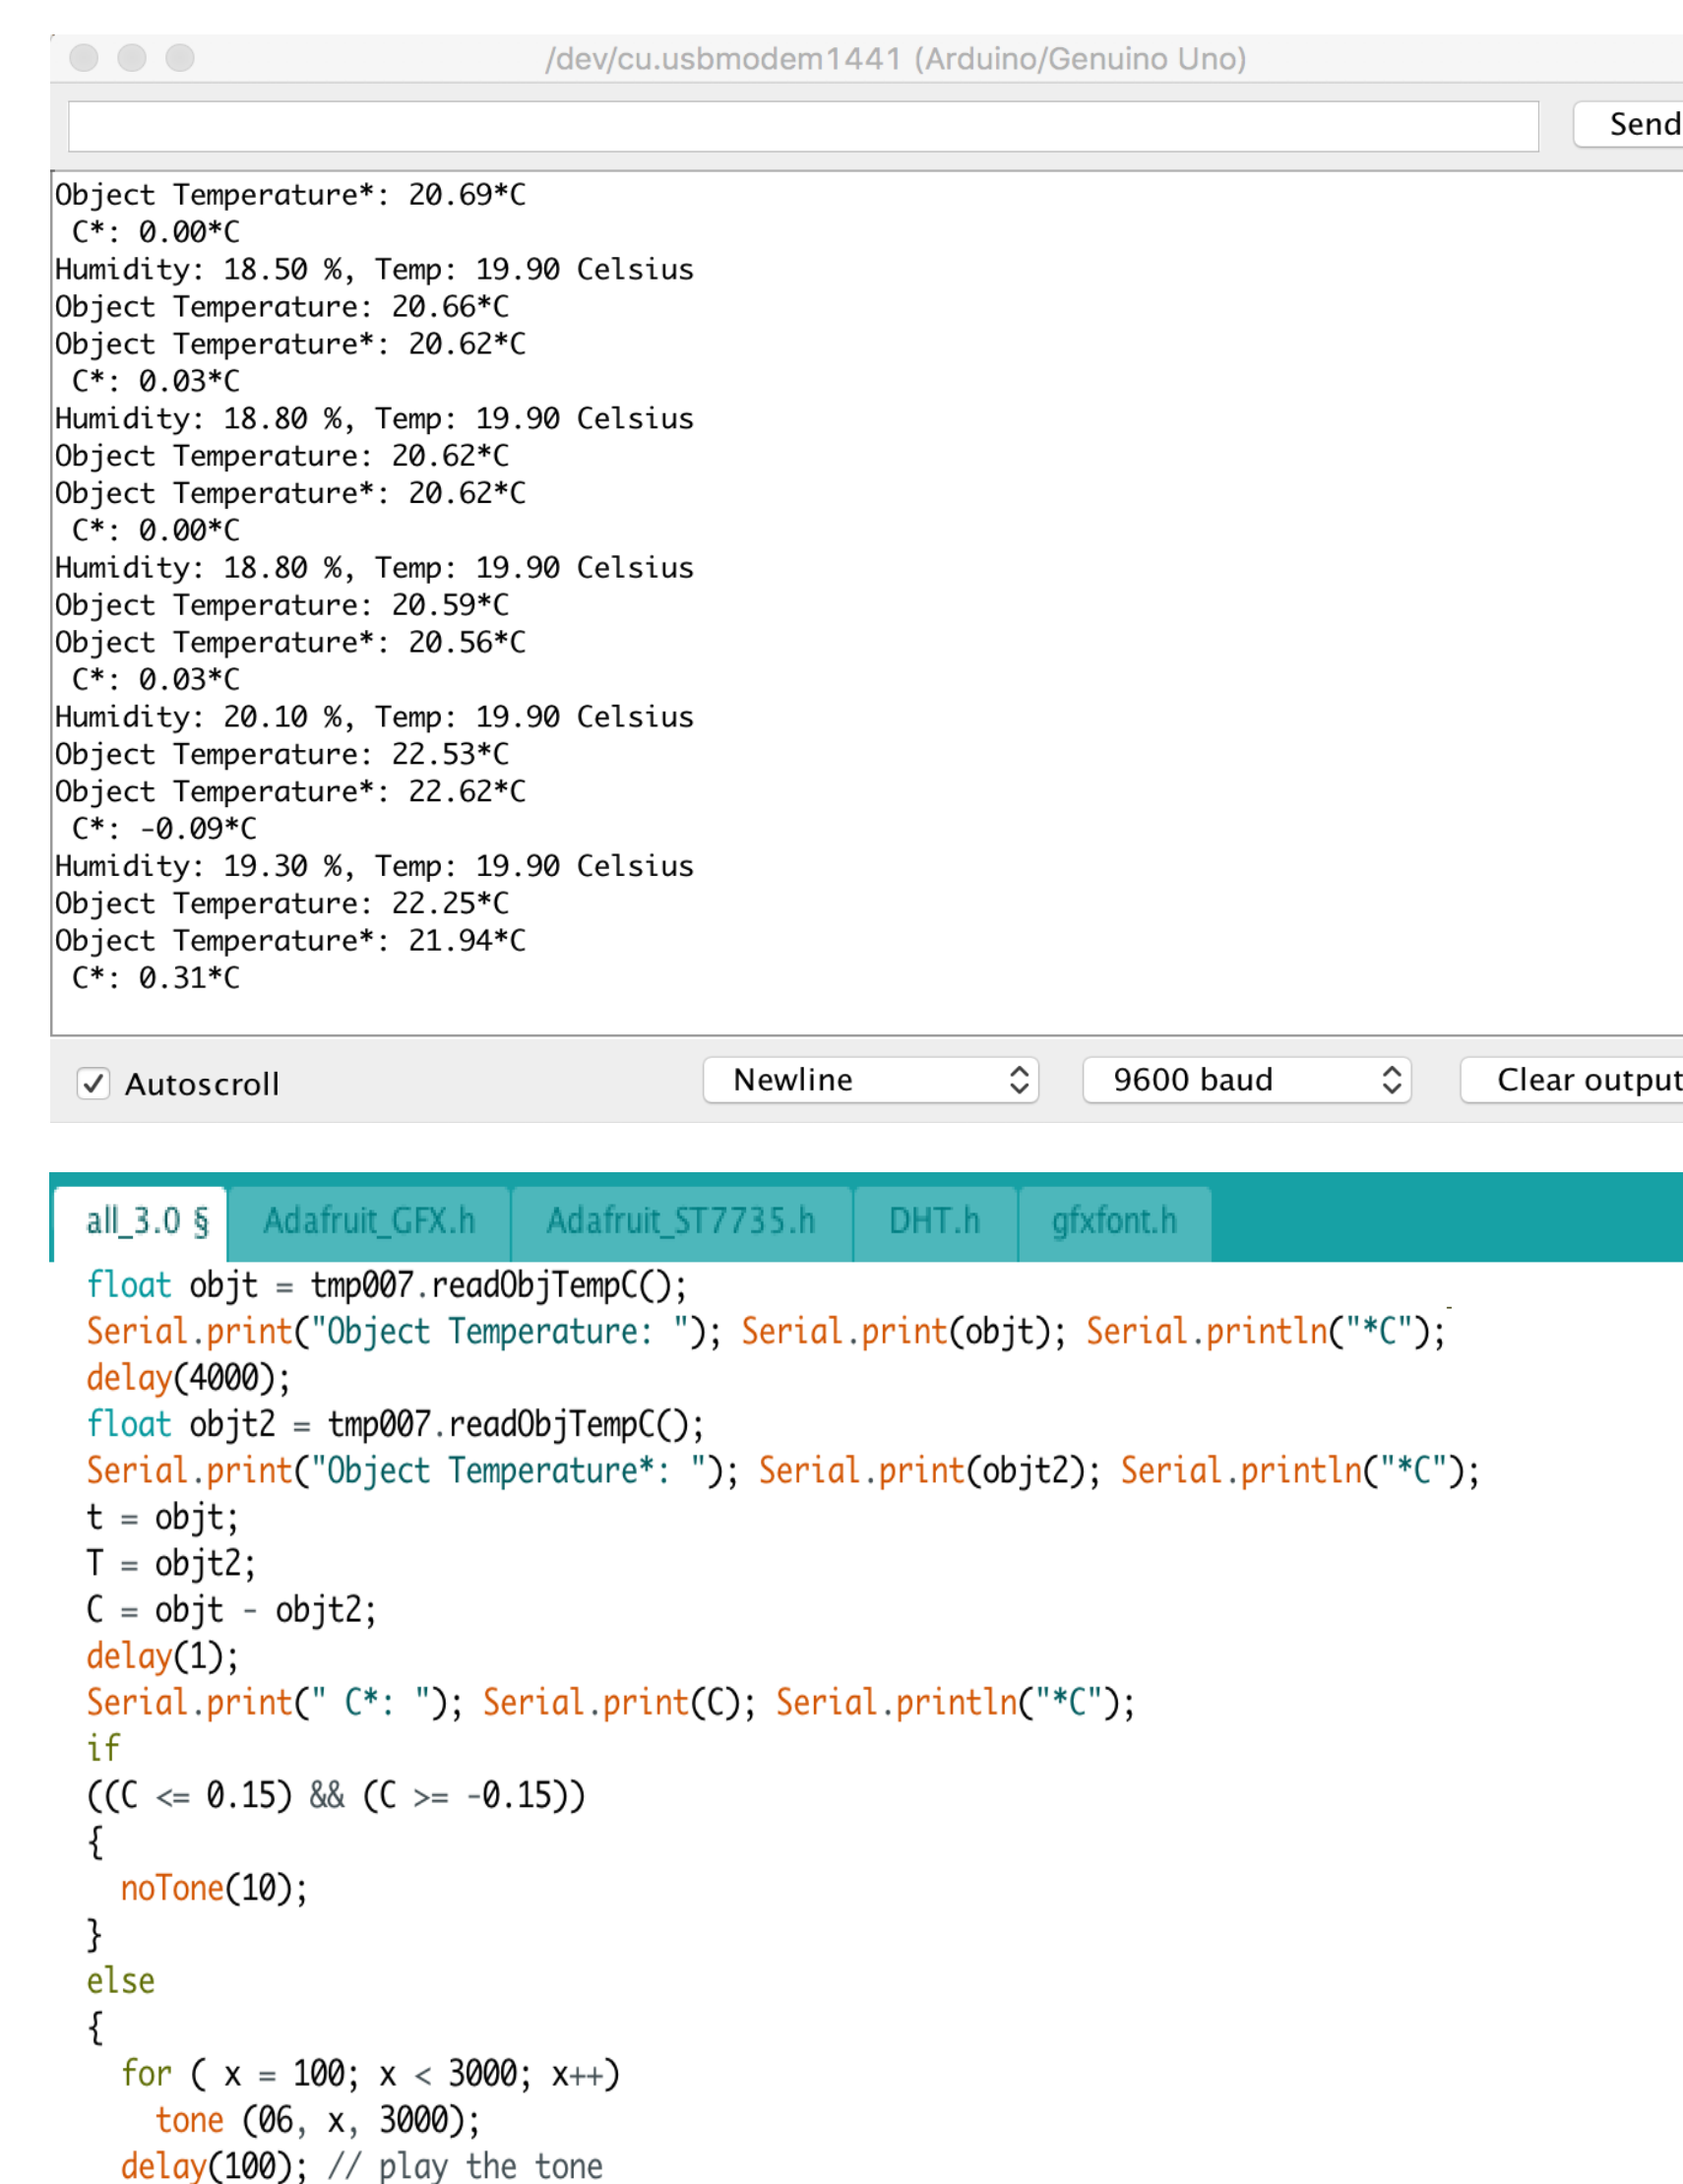 /dev/cu.usbmodem1441 (Arduino/Genuino Uno)
Send
Object Temperature*: 20.69*C
 C*: 0.00*C
Humidity: 18.50 %, Temp: 19.90 Celsius
Object Temperature: 20.66*C
Object Temperature*: 20.62*C
 C*: 0.03*C
Humidity: 18.80 %, Temp: 19.90 Celsius
Object Temperature: 20.62*C
Object Temperature*: 20.62*C
 C*: 0.00*C
Humidity: 18.80 %, Temp: 19.90 Celsius
Object Temperature: 20.59*C
Object Temperature*: 20.56*C
 C*: 0.03*C
Humidity: 20.10 %, Temp: 19.90 Celsius
Object Temperature: 22.53*C
Object Temperature*: 22.62*C
 C*: -0.09*C
Humidity: 19.30 %, Temp: 19.90 Celsius
Object Temperature: 22.25*C
Object Temperature*: 21.94*C
 C*: 0.31*C
Autoscroll Newline 9600 baud Clear output
all_3.0 § Adafruit_GFX.h Adafruit_ST7735.h DHT.h gfxfont.h
float objt = tmp007.readObjTempC();
Serial.print("Object Temperature: "); Serial.print(objt); Serial.println("*C");
delay(4000);
float objt2 = tmp007.readObjTempC();
Serial.print("Object Temperature*: "); Serial.print(objt2); Serial.println("*C");
t = objt;
T = objt2;
C = objt - objt2;
delay(1);
Serial.print(" C*: "); Serial.print(C); Serial.println("*C");
if
((C <= 0.15) && (C >= -0.15))
{
  noTone(10);
}
else
{
  for ( x = 100; x < 3000; x++)
    tone (06, x, 3000);
  delay(100); // play the tone